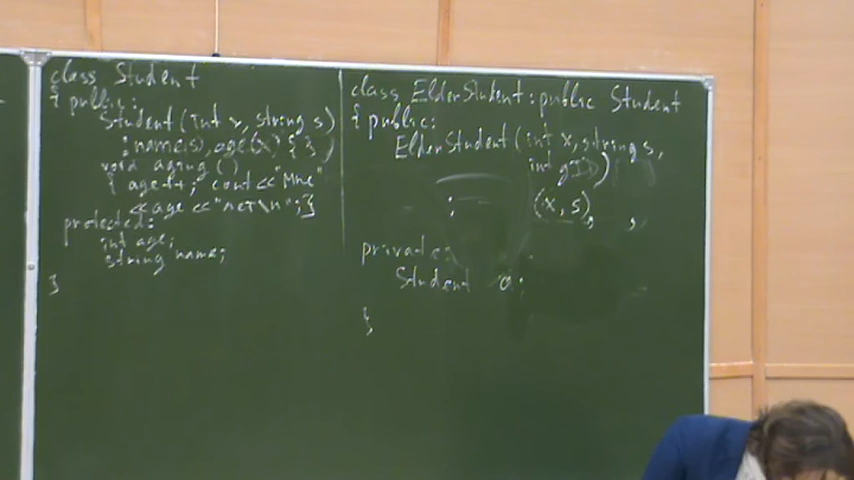 class Student
{ public:
Student(int x, string s)
: name(s), age(x) { }
void aging()
{ age++; cout << "Мне"
<< age << "лет\n"; }
protected:
int age;
string name;
}
class ElderStudent : public Student
{ public:
ElderStudent(int x, string s,
int
: (x, s), ,
private:
Student a;
}